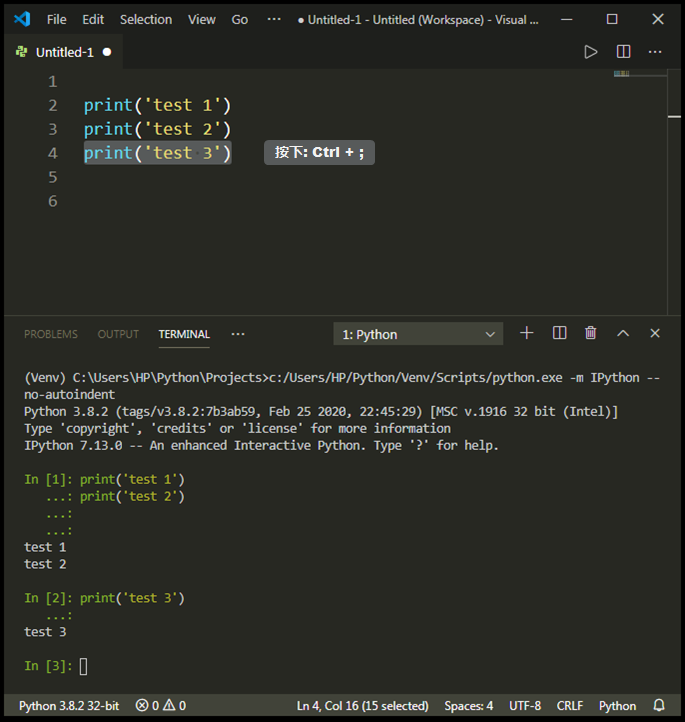 File Edit Selection View Go ··· ● Untitled-1 - Untitled (Workspace) - Visual ...
Untitled-1 ●
1
2 print('test 1')
3 print('test 2')
4 print('test 3') 按下: Ctrl + ;
5
6
PROBLEMS OUTPUT TERMINAL ··· 1: Python
(Venv) C:\Users\HP\Python\Projects>c:/Users/HP/Python/Venv/Scripts/python.exe -m IPython --
no-autoindent
Python 3.8.2 (tags/v3.8.2:7b3ab59, Feb 25 2020, 22:45:29) [MSC v.1916 32 bit (Intel)]
Type 'copyright', 'credits' or 'license' for more information
IPython 7.13.0 -- An enhanced Interactive Python. Type '?' for help.
In [1]: print('test 1')
...: print('test 2')
...:
...:
test 1
test 2
In [2]: print('test 3')
...:
test 3
In [3]:
Python 3.8.2 32-bit 0 0 Ln 4, Col 16 (15 selected) Spaces: 4 UTF-8 CRLF Python